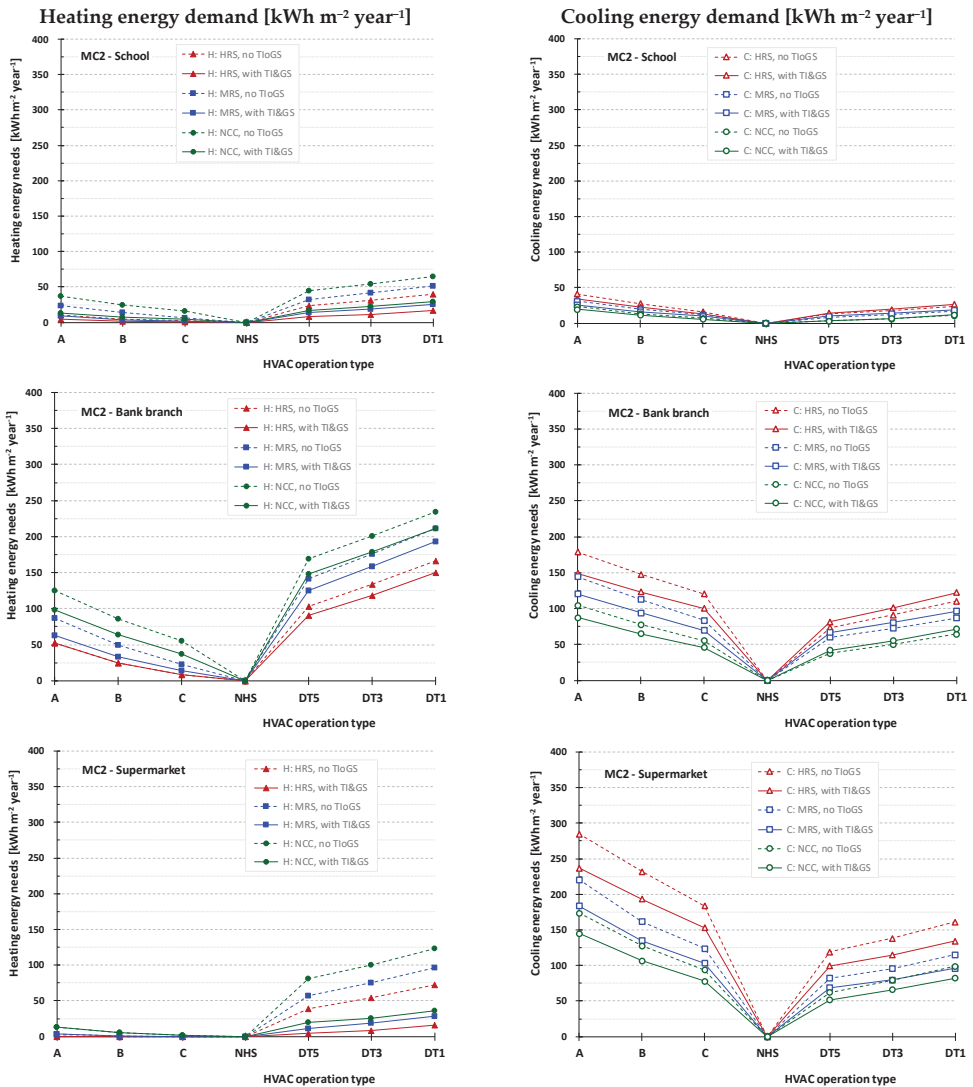 Heating energy demand [kWh m⁻² year⁻¹]
Cooling energy demand [kWh m⁻² year⁻¹]
MC2 - School
Heating energy needs [kWh m⁻² year⁻¹]
400
350
300
250
200
150
100
50
0
H: HRS, no TIoGS
H: HRS, with TI&GS
H: MRS, no TIoGS
H: MRS, with TI&GS
H: NCC, no TIoGS
H: NCC, with TI&GS
A B C NHS DT5 DT3 DT1
HVAC operation type
MC2 - School
Cooling energy needs [kWh m⁻² year⁻¹]
400
350
300
250
200
150
100
50
0
C: HRS, no TIoGS
C: HRS, with TI&GS
C: MRS, no TIoGS
C: MRS, with TI&GS
C: NCC, no TIoGS
C: NCC, with TI&GS
A B C NHS DT5 DT3 DT1
HVAC operation type
MC2 - Bank branch
Heating energy needs [kWh m⁻² year⁻¹]
400
350
300
250
200
150
100
50
0
H: HRS, no TIoGS
H: HRS, with TI&GS
H: MRS, no TIoGS
H: MRS, with TI&GS
H: NCC, no TIoGS
H: NCC, with TI&GS
A B C NHS DT5 DT3 DT1
HVAC operation type
MC2 - Bank branch
Cooling energy needs [kWh m⁻² year⁻¹]
400
350
300
250
200
150
100
50
0
C: HRS, no TIoGS
C: HRS, with TI&GS
C: MRS, no TIoGS
C: MRS, with TI&GS
C: NCC, no TIoGS
C: NCC, with TI&GS
A B C NHS DT5 DT3 DT1
HVAC operation type
MC2 - Supermarket
Heating energy needs [kWh m⁻² year⁻¹]
400
350
300
250
200
150
100
50
0
H: HRS, no TIoGS
H: HRS, with TI&GS
H: MRS, no TIoGS
H: MRS, with TI&GS
H: NCC, no TIoGS
H: NCC, with TI&GS
A B C NHS DT5 DT3 DT1
HVAC operation type
MC2 - Supermarket
Cooling energy needs [kWh m⁻² year⁻¹]
400
350
300
250
200
150
100
50
0
C: HRS, no TIoGS
C: HRS, with TI&GS
C: MRS, no TIoGS
C: MRS, with TI&GS
C: NCC, no TIoGS
C: NCC, with TI&GS
A B C NHS DT5 DT3 DT1
HVAC operation type